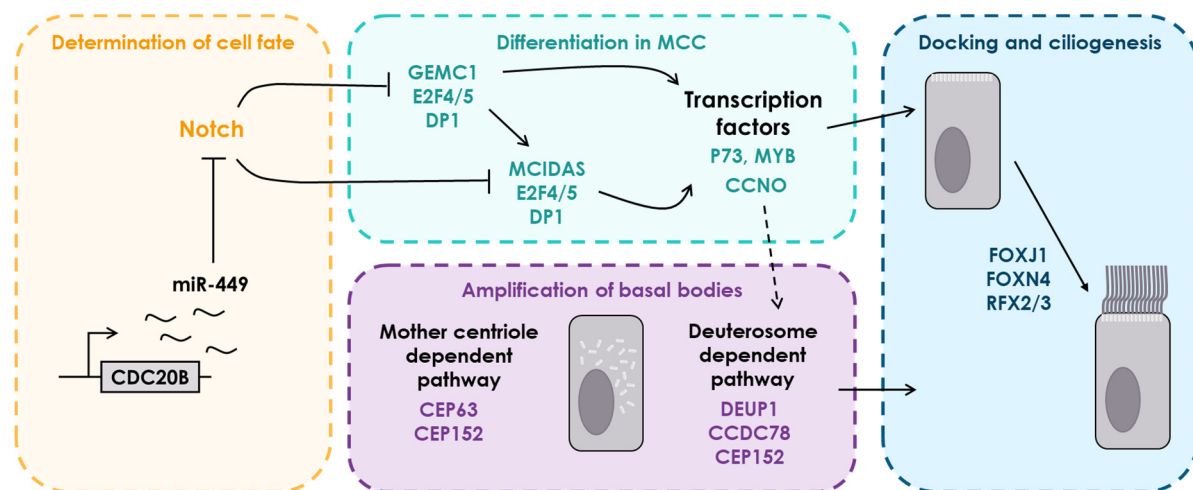 Determination of cell fate
Notch
miR-449
CDC20B
Differentiation in MCC
GEMC1
E2F4/5
DP1
MCIDAS
E2F4/5
DP1
Transcription
factors
P73, MYB
CCNO
Amplification of basal bodies
Mother centriole
dependent
pathway
CEP63
CEP152
Deuterosome
dependent
pathway
DEUP1
CCDC78
CEP152
Docking and ciliogenesis
FOXJ1
FOXN4
RFX2/3